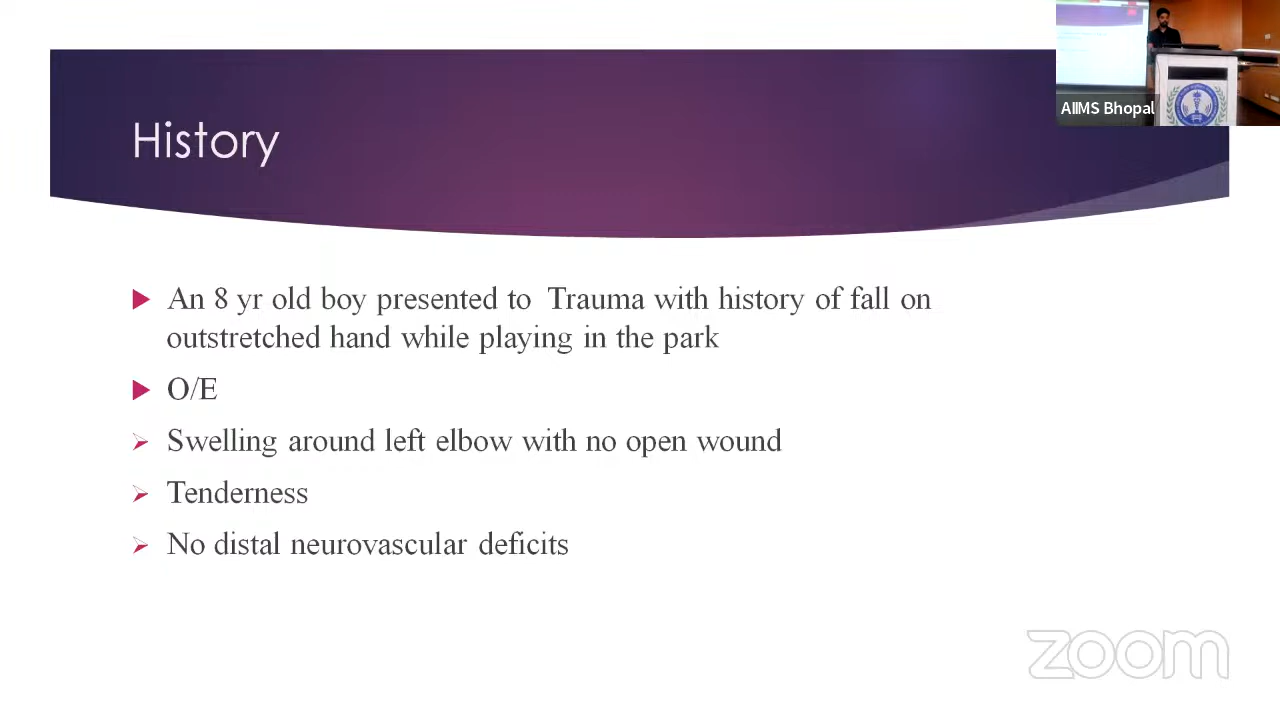 AIIMS Bhopal
History
An 8 yr old boy presented to Trauma with history of fall on
outstretched hand while playing in the park
O/E
Swelling around left elbow with no open wound
Tenderness
No distal neurovascular deficits
zoom